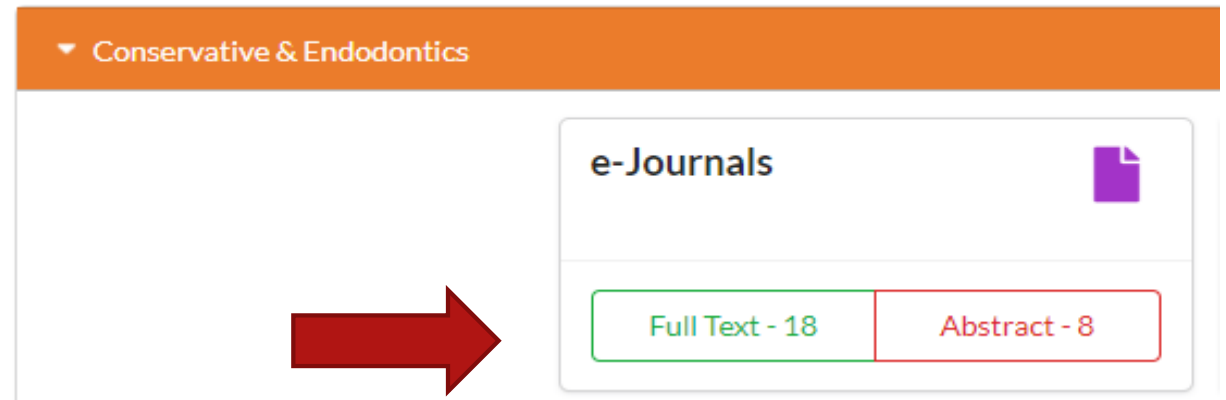 Conservative & Endodontics
e-Journals
Full Text - 18 Abstract - 8